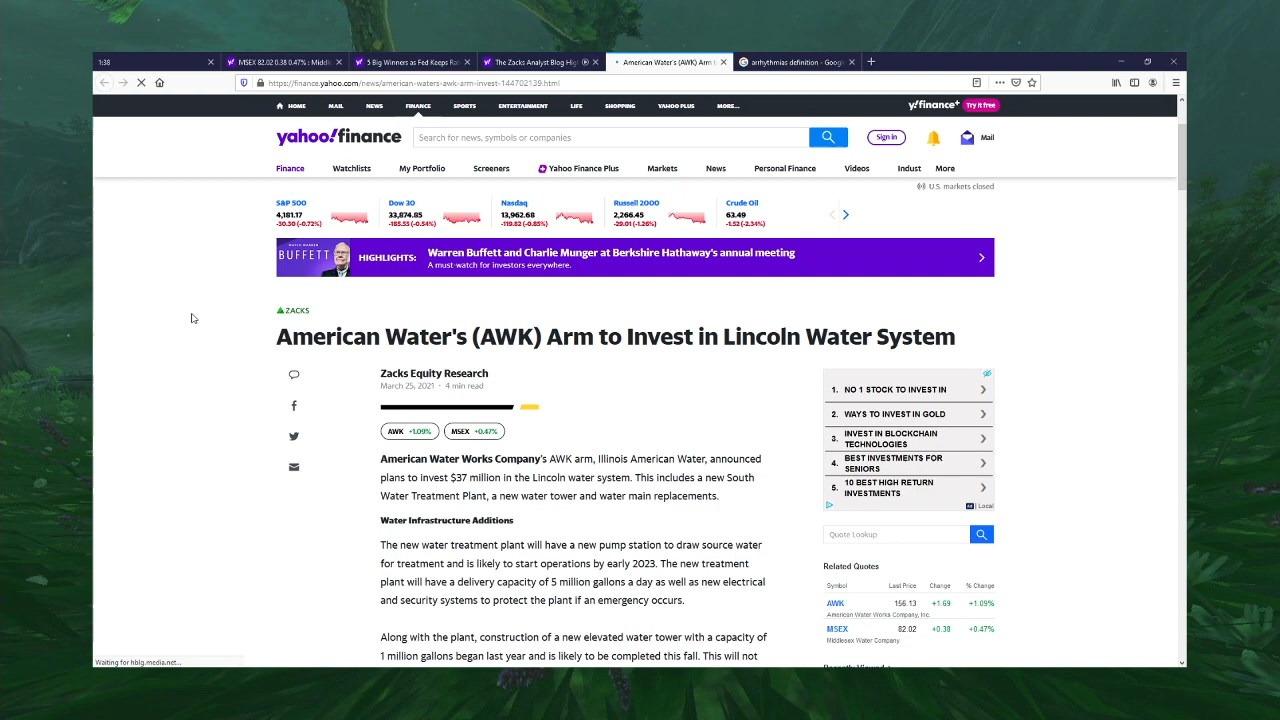 1:38
MSEX 82.02 0.38 0.47% : Middl
5 Big Winners as Fed Keeps Rat
The Zacks Analyst Blog High
American Water's (AWK) Arm t
arrhythmias definition - Google
https://finance.yahoo.com/news/american-waters-awk-arm-invest-144702139.html
HOME MAIL NEWS FINANCE SPORTS ENTERTAINMENT LIFE SHOPPING YAHOO PLUS MORE...
y!finance+ Try it free
yahoo!finance
Search for news, symbols or companies
Sign in
Mail
Finance Watchlists My Portfolio Screeners Yahoo Finance Plus Markets News Personal Finance Videos Indust More
U.S. markets closed
S&P 500 Dow 30 Nasdaq Russell 2000 Crude Oil
4,181.17 33,874.85 13,962.68 2,266.45 63.49
-30.30 (-0.72%) -185.55 (-0.54%) -119.82 (-0.85%) -29.01 (-1.26%) -1.52 (-2.34%)
WATCH WARREN
BUFFETT
HIGHLIGHTS:
Warren Buffett and Charlie Munger at Berkshire Hathaway's annual meeting
A must-watch for investors everywhere.
ZACKS
American Water's (AWK) Arm to Invest in Lincoln Water System
Zacks Equity Research
March 25, 2021 · 4 min read
AWK +1.09% MSEX +0.47%
American Water Works Company's AWK arm, Illinois American Water, announced
plans to invest $37 million in the Lincoln water system. This includes a new South
Water Treatment Plant, a new water tower and water main replacements.
Water Infrastructure Additions
The new water treatment plant will have a new pump station to draw source water
for treatment and is likely to start operations by early 2023. The new treatment
plant will have a delivery capacity of 5 million gallons a day as well as new electrical
and security systems to protect the plant if an emergency occurs.
Along with the plant, construction of a new elevated water tower with a capacity of
1 million gallons began last year and is likely to be completed this fall. This will not
1. NO 1 STOCK TO INVEST IN
2. WAYS TO INVEST IN GOLD
3. INVEST IN BLOCKCHAIN
TECHNOLOGIES
4. BEST INVESTMENTS FOR
SENIORS
5. 10 BEST HIGH RETURN
INVESTMENTS
Ad | Local
Quote Lookup
Related Quotes
Symbol Last Price Change % Change
AWK 156.13 +1.69 +1.09%
American Water Works Company, Inc.
MSEX 82.02 +0.38 +0.47%
Middlesex Water Company
Recently Viewed
Waiting for hblg.media.net...